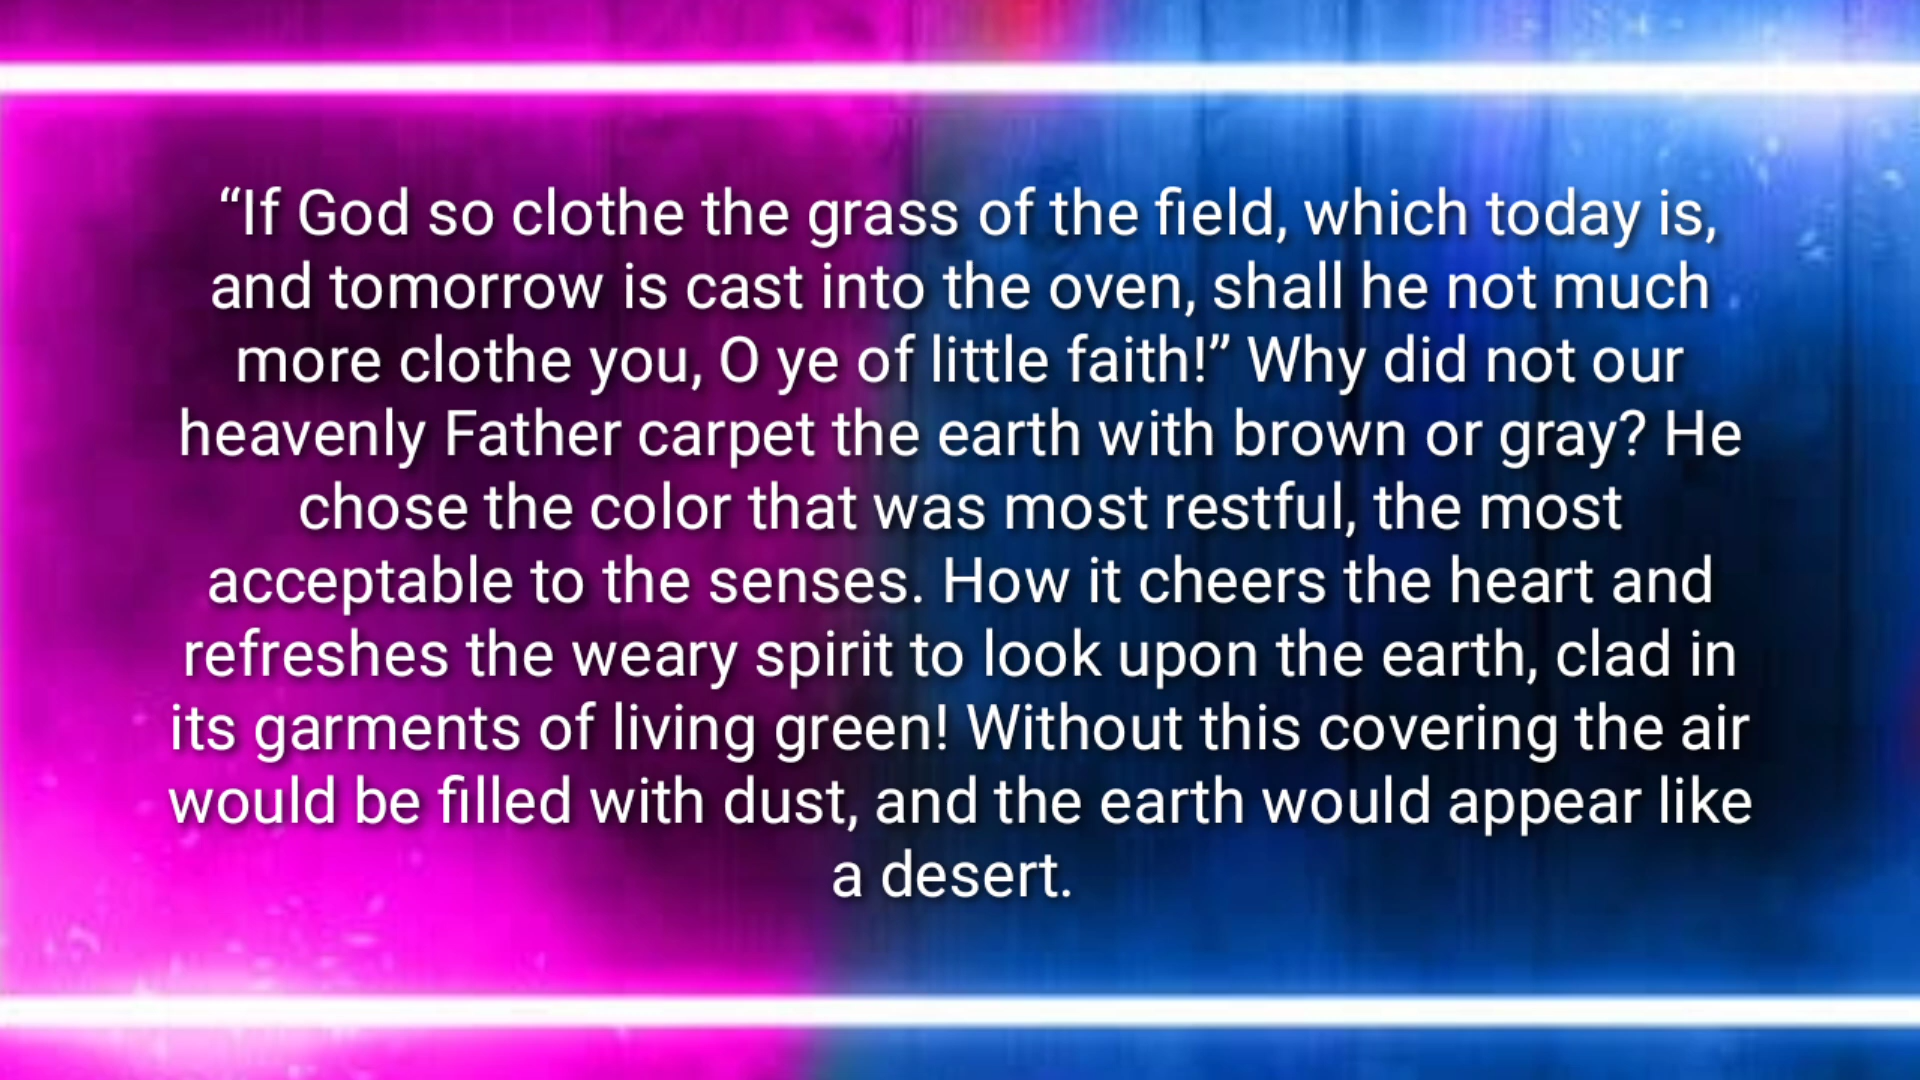 “If God so clothe the grass of the field, which today is,
and tomorrow is cast into the oven, shall he not much
more clothe you, O ye of little faith!” Why did not our
heavenly Father carpet the earth with brown or gray? He
chose the color that was most restful, the most
acceptable to the senses. How it cheers the heart and
refreshes the weary spirit to look upon the earth, clad in
its garments of living green! Without this covering the air
would be filled with dust, and the earth would appear like
a desert.